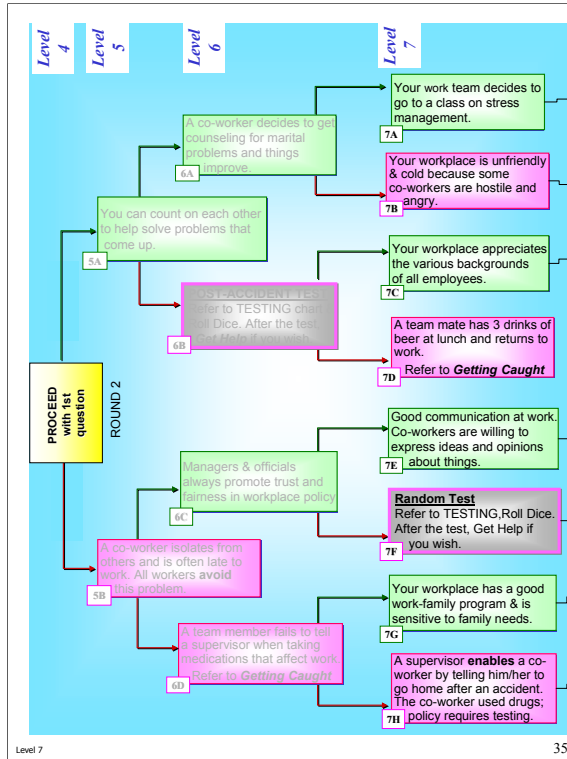 Level
4
Level
5
Level
6
Level
7
A co-worker decides to get
counseling for marital
problems and things
improve.
6A
Your work team decides to
go to a class on stress
management.
7A
Your workplace is unfriendly
& cold because some
co-workers are hostile and
angry.
7B
You can count on each other
to help solve problems that
come up.
5A
POST-ACCIDENT TEST
Refer to TESTING chart
Roll Dice. After the test,
Get Help if you wish.
6B
Your workplace appreciates
the various backgrounds
of all employees.
7C
A team mate has 3 drinks of
beer at lunch and returns to
work.
Refer to Getting Caught
7D
PROCEED
with 1st
question
ROUND 2
Managers & officials
always promote trust and
fairness in workplace policy
6C
Good communication at work.
Co-workers are willing to
express ideas and opinions
about things.
7E
Random Test
Refer to TESTING,Roll Dice.
After the test, Get Help if
you wish.
7F
A co-worker isolates from
others and is often late to
work. All workers avoid
this problem.
5B
A team member fails to tell
a supervisor when taking
medications that affect work.
Refer to Getting Caught
6D
Your workplace has a good
work-family program & is
sensitive to family needs.
7G
A supervisor enables a co-
worker by telling him/her to
go home after an accident.
The co-worker used drugs;
policy requires testing.
7H
Level 7
35